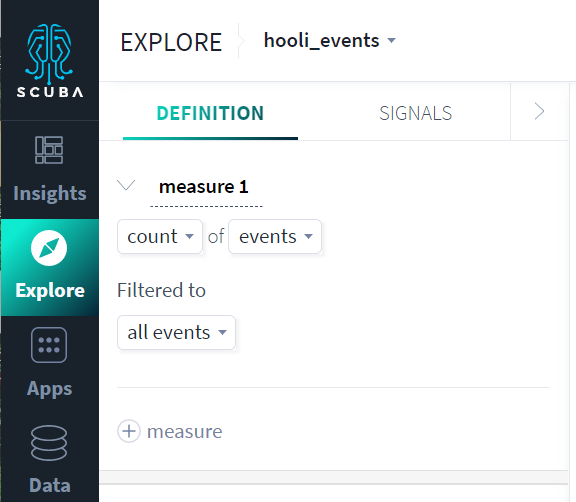 SCUBA
EXPLORE
hooli_events
Insights
Explore
Apps
Data
DEFINITION
SIGNALS
measure 1
count of events
Filtered to
all events
measure